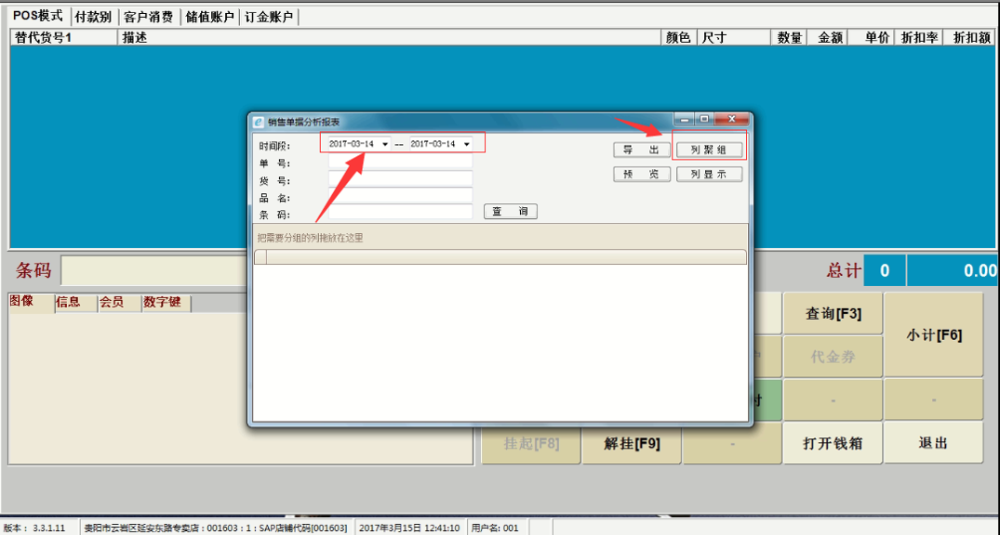 POS模式 付款别 客户消费 储值账户 订金账户
替代货号1 描述 颜色 尺寸 数量 金额 单价 折扣率 折扣额
销售单据分析报表
时间段: 2017-03-14 -- 2017-03-14 导 出 列聚组
单 号:
货 号: 预 览 列显示
品 名:
条 码: 查 询
把需要分组的列拖放在这里
条码 总计 0 0.00
图像 信息 会员 数字键
查询[F3] 小计[F6]
代金券
-
-
挂起[F8] 解挂[F9] - 打开钱箱 退出
版本: 3.3.1.11 贵阳市云岩区延安东路专卖店:001603:1:SAP店铺代码[001603] 2017年3月15日 12:41:10 用户名: 001